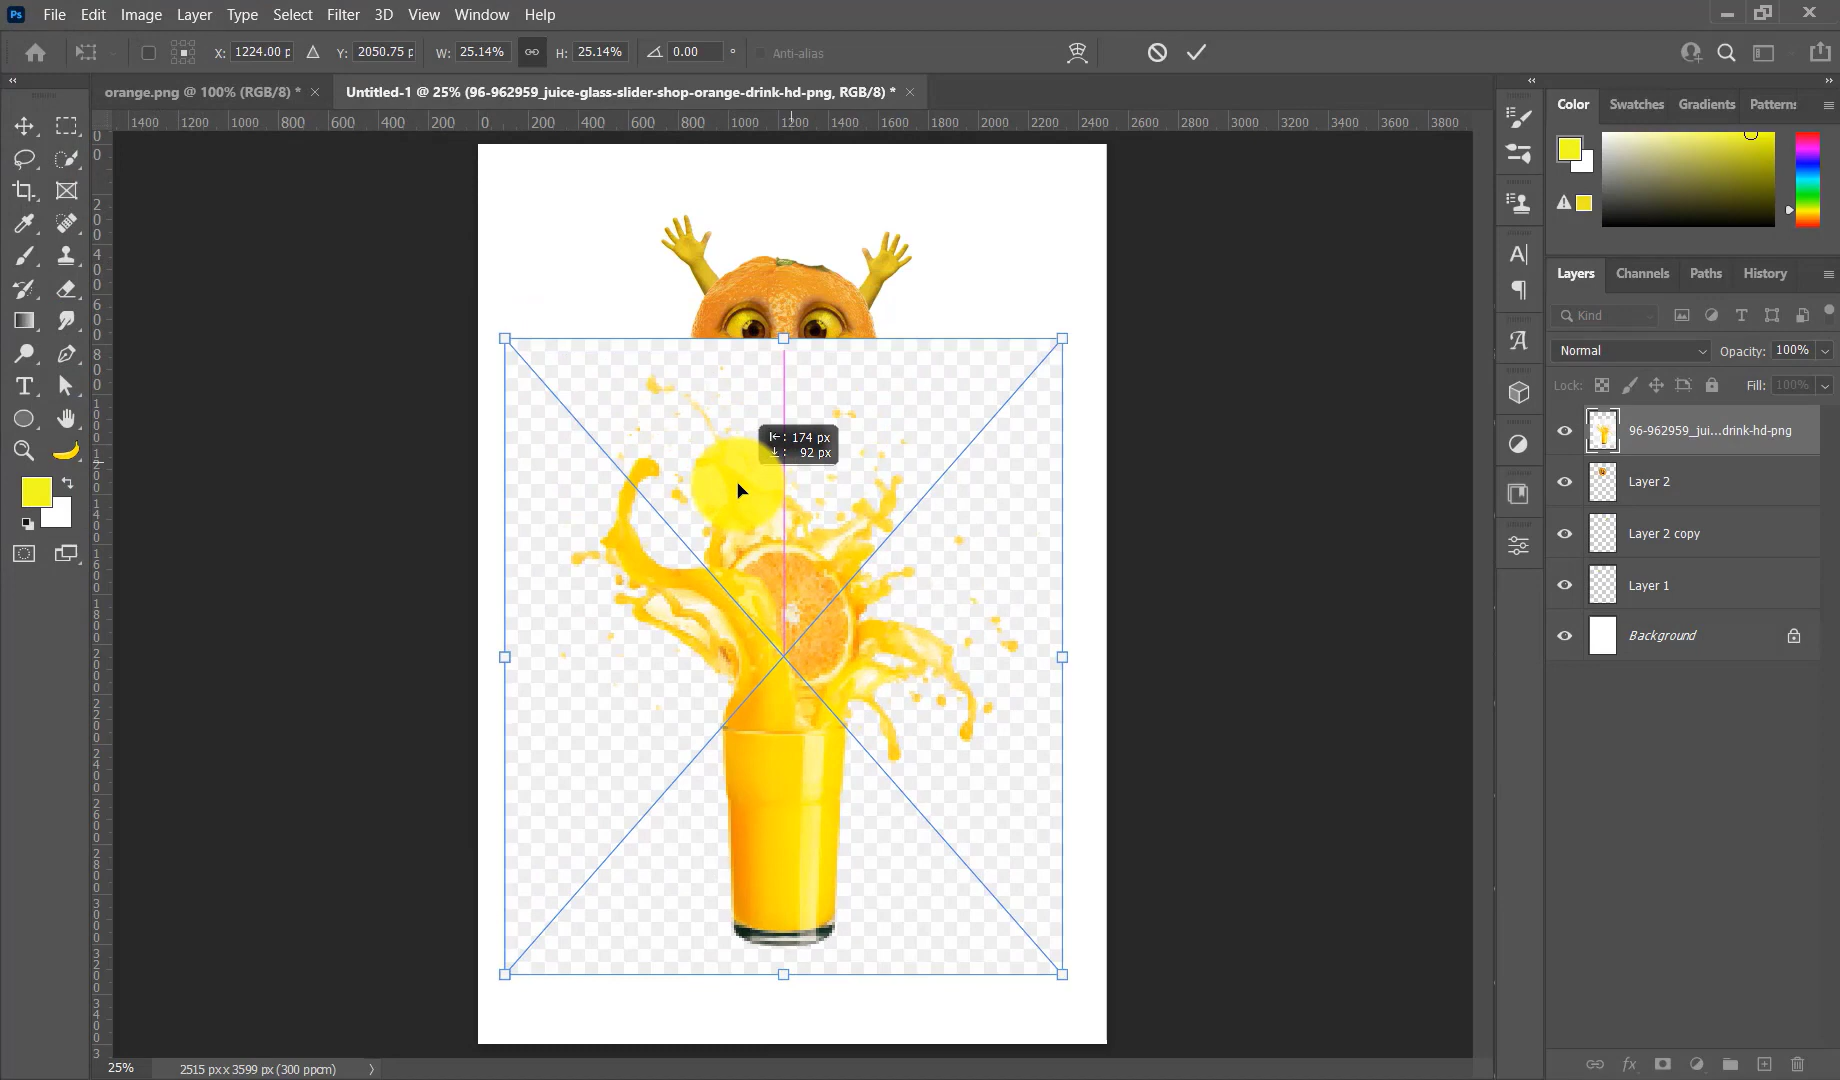 Ps File Edit Image Layer Type Select Filter 3D View Window Help
X: 1224.00 p Y: 2050.75 p W: 25.14% H: 25.14% 0.00 ° Anti-alias
orange.png @ 100% (RGB/8) * Untitled-1 @ 25% (96-962959_juice-glass-slider-shop-orange-drink-hd-png, RGB/8) *
1400 1200 1000 800 600 400 200 0 200 400 600 800 1000 1200 1400 1600 1800 2000 2200 2400 2600 2800 3000 3200 3400 3600 3800
Color Swatches Gradients Patterns
Layers Channels Paths History
Kind
Normal Opacity: 100%
Lock: Fill: 100%
174 px
92 px
96-962959_jui...drink-hd-png
Layer 2
Layer 2 copy
Layer 1
Background
fx
25% 2515 px x 3599 px (300 ppcm)